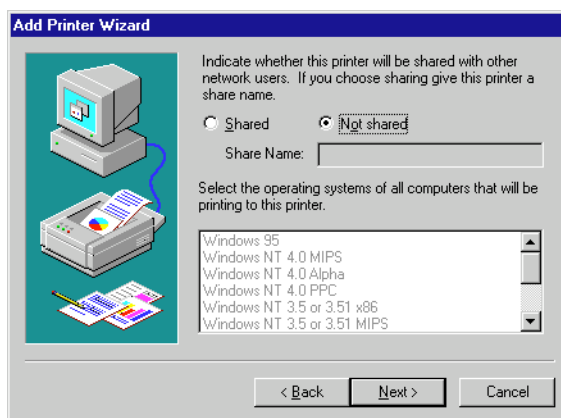 Add Printer Wizard
Indicate whether this printer will be shared with other
network users. If you choose sharing give this printer a
share name.
Shared Not shared
Share Name:
Select the operating systems of all computers that will be
printing to this printer.
Windows 95
Windows NT 4.0 MIPS
Windows NT 4.0 Alpha
Windows NT 4.0 PPC
Windows NT 3.5 or 3.51 x86
Windows NT 3.5 or 3.51 MIPS
< Back Next > Cancel